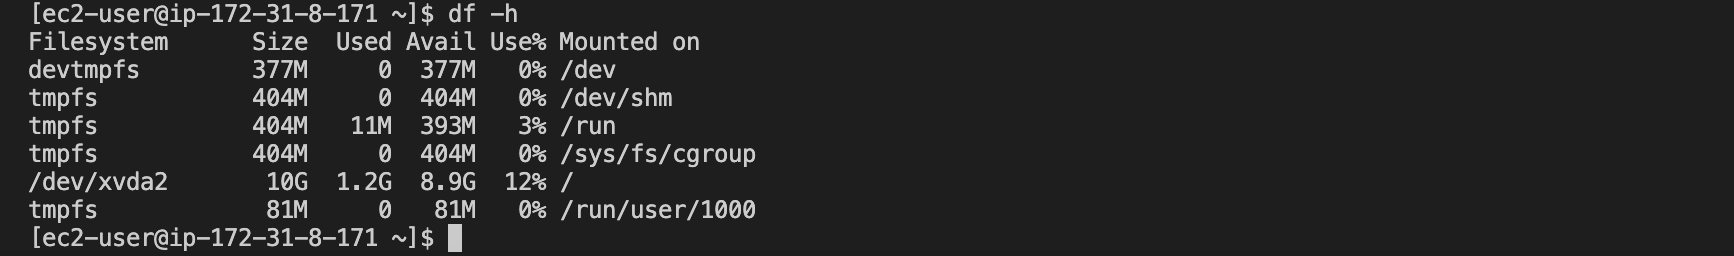 [ec2-user@ip-172-31-8-171 ~]$ df -h
Filesystem      Size  Used Avail Use% Mounted on
devtmpfs        377M     0  377M   0% /dev
tmpfs           404M     0  404M   0% /dev/shm
tmpfs           404M   11M  393M   3% /run
tmpfs           404M     0  404M   0% /sys/fs/cgroup
/dev/xvda2       10G  1.2G  8.9G  12% /
tmpfs            81M     0   81M   0% /run/user/1000
[ec2-user@ip-172-31-8-171 ~]$